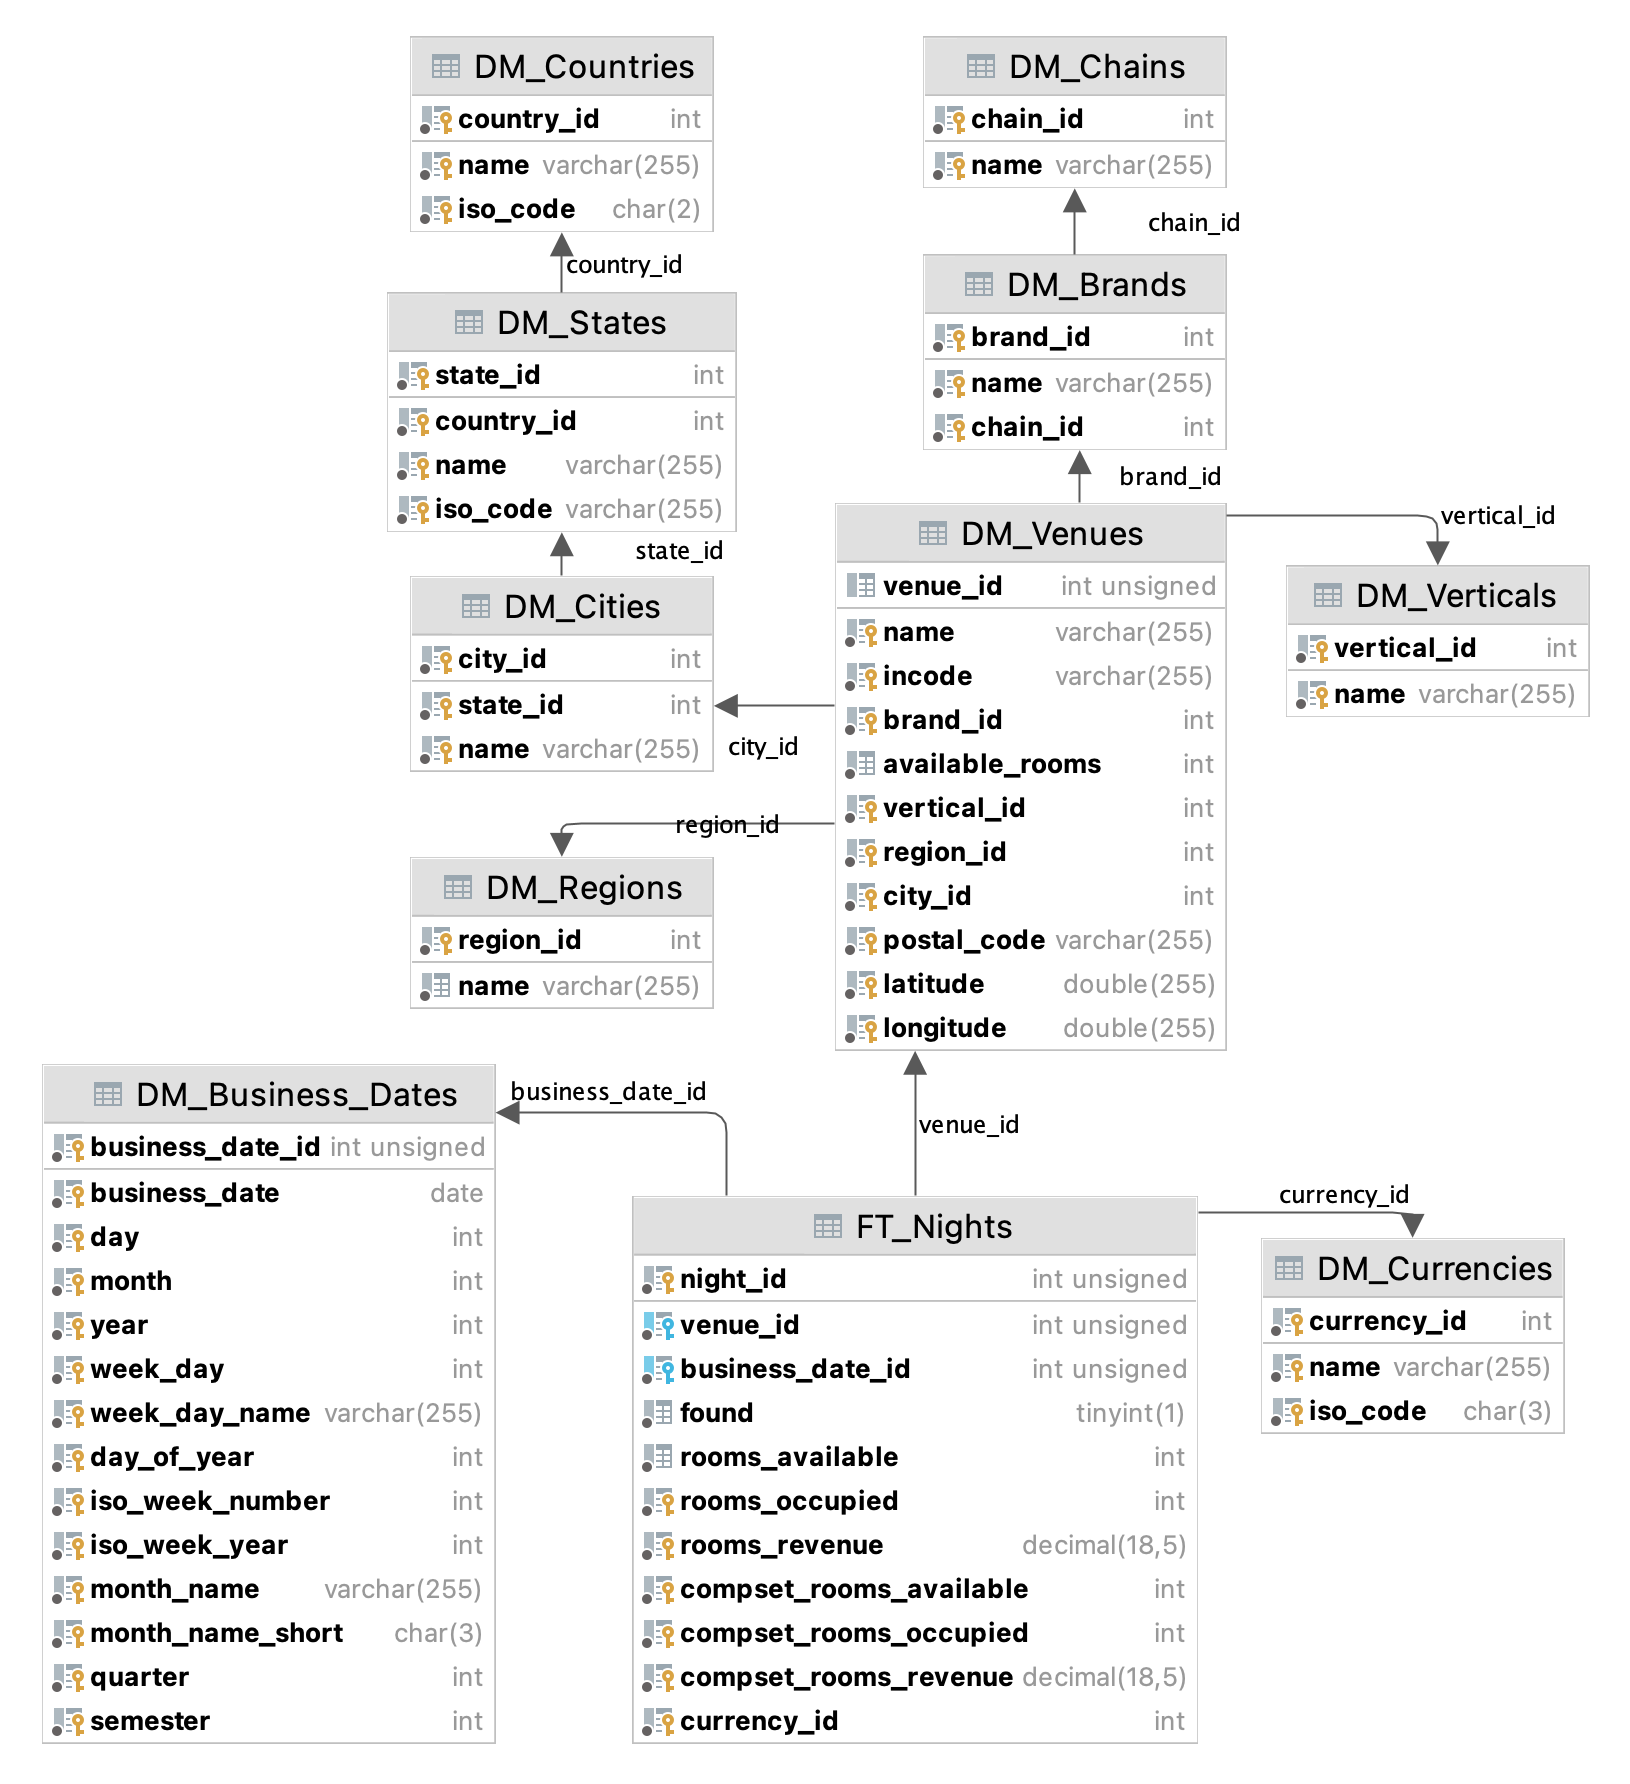 DM_Countries
country_id int
name varchar(255)
iso_code char(2)
country_id
DM_States
state_id int
country_id int
name varchar(255)
iso_code varchar(255)
state_id
DM_Cities
city_id int
state_id int
name varchar(255)
city_id
region_id
DM_Regions
region_id int
name varchar(255)
DM_Chains
chain_id int
name varchar(255)
chain_id
DM_Brands
brand_id int
name varchar(255)
chain_id int
brand_id
DM_Venues
venue_id int unsigned
name varchar(255)
incode varchar(255)
brand_id int
available_rooms int
vertical_id int
region_id int
city_id int
postal_code varchar(255)
latitude double(255)
longitude double(255)
vertical_id
DM_Verticals
vertical_id int
name varchar(255)
DM_Business_Dates
business_date_id int unsigned
business_date date
day int
month int
year int
week_day int
week_day_name varchar(255)
day_of_year int
iso_week_number int
iso_week_year int
month_name varchar(255)
month_name_short char(3)
quarter int
semester int
business_date_id
venue_id
FT_Nights
night_id int unsigned
venue_id int unsigned
business_date_id int unsigned
found tinyint(1)
rooms_available int
rooms_occupied int
rooms_revenue decimal(18,5)
compset_rooms_available int
compset_rooms_occupied int
compset_rooms_revenue decimal(18,5)
currency_id int
currency_id
DM_Currencies
currency_id int
name varchar(255)
iso_code char(3)